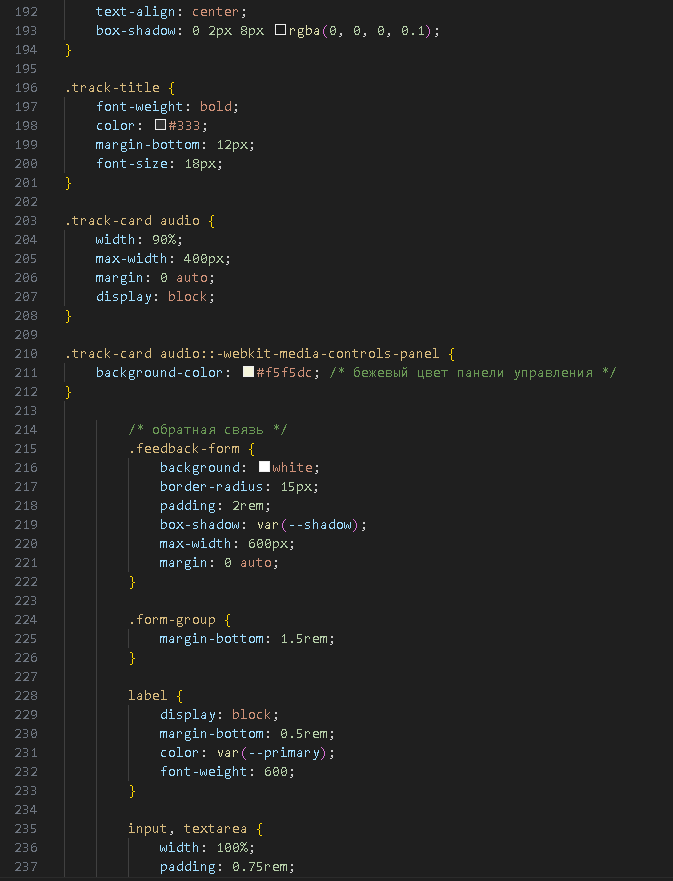 192 text-align: center;
193 box-shadow: 0 2px 8px rgba(0, 0, 0, 0.1);
194 }
195
196 .track-title {
197 font-weight: bold;
198 color: #333;
199 margin-bottom: 12px;
200 font-size: 18px;
201 }
202
203 .track-card audio {
204 width: 90%;
205 max-width: 400px;
206 margin: 0 auto;
207 display: block;
208 }
209
210 .track-card audio::-webkit-media-controls-panel {
211 background-color: #f5f5dc; /* бежевый цвет панели управления */
212 }
213
214 /* обратная связь */
215 .feedback-form {
216 background: white;
217 border-radius: 15px;
218 padding: 2rem;
219 box-shadow: var(--shadow);
220 max-width: 600px;
221 margin: 0 auto;
222 }
223
224 .form-group {
225 margin-bottom: 1.5rem;
226 }
227
228 label {
229 display: block;
230 margin-bottom: 0.5rem;
231 color: var(--primary);
232 font-weight: 600;
233 }
234
235 input, textarea {
236 width: 100%;
237 padding: 0.75rem;